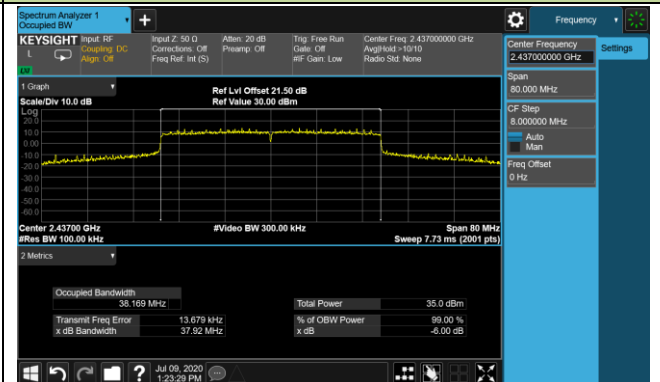 Spectrum Analyzer 1
Occupied BW
Frequency
KEYSIGHT
L
LW
Input: RF
Coupling: DC
Align: Off
Input Z: 50 Ω
Corrections: Off
Freq Ref: Int (S)
Atten: 20 dB
Preamp: Off
Trig: Free Run
Gate: Off
#IF Gain: Low
Center Freq: 2.437000000 GHz
Avg|Hold:>10/10
Radio Std: None
Center Frequency
2.437000000 GHz
Settings
Span
80.000 MHz
CF Step
8.000000 MHz
Auto
Man
Freq Offset
0 Hz
1 Graph
Scale/Div 10.0 dB
Ref Lvl Offset 21.50 dB
Ref Value 30.00 dBm
Log
20.0
10.0
0.00
-10.0
-20.0
-30.0
-40.0
-50.0
-60.0
Center 2.43700 GHz
#Res BW 100.00 kHz
#Video BW 300.00 kHz
Span 80 MHz
Sweep 7.73 ms (2001 pts)
2 Metrics
Occupied Bandwidth
38.169 MHz
Total Power 35.0 dBm
Transmit Freq Error 13.679 kHz
% of OBW Power 99.00 %
x dB Bandwidth 37.92 MHz
x dB -6.00 dB
Jul 09, 2020
1:23:29 PM